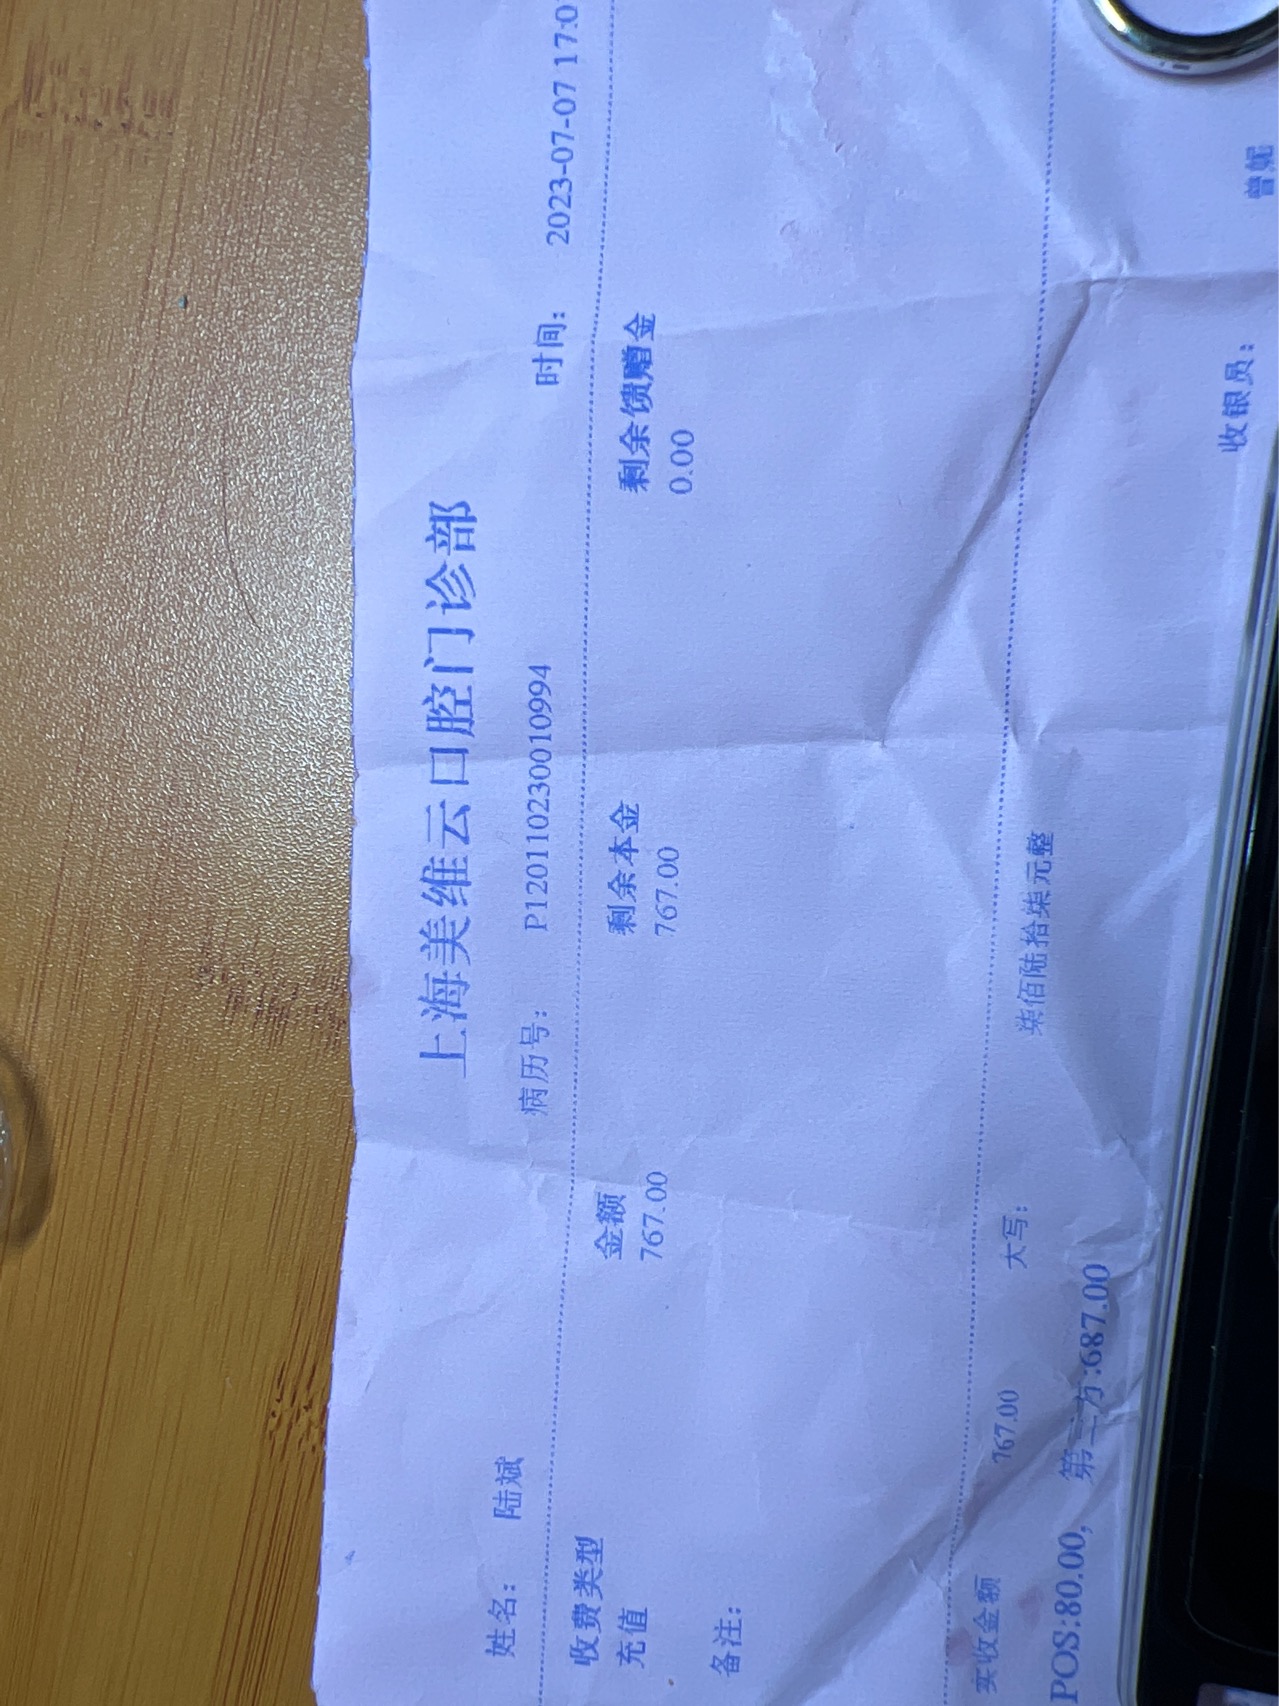 上海美维云口腔门诊部
姓名： 陆斌 病历号： P120110230010994 时间： 2023-07-07 17:0
收费类型 金额 剩余本金 剩余馈赠金
充值 767.00 767.00 0.00
备注：
实收金额 767.00 大写： 柒佰陆拾柒元整
POS:80.00, 第三方:687.00
收银员： 曾妮